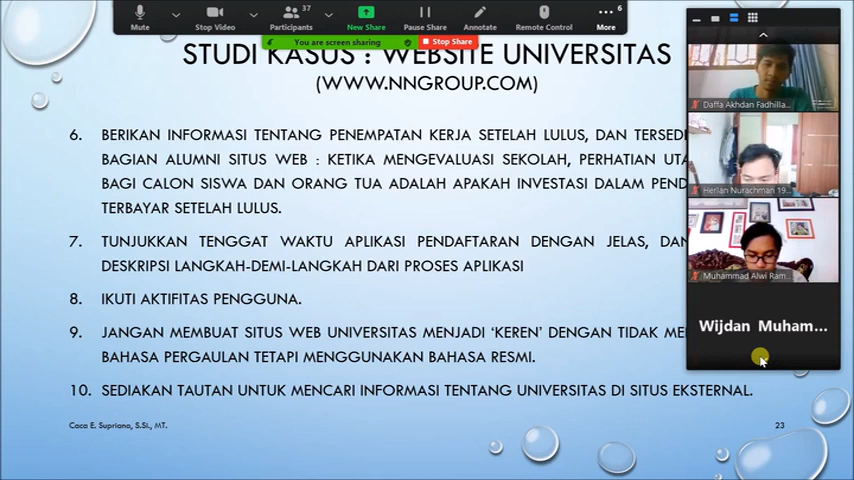 37
6
Mute
Stop Video
Participants
New Share
Pause Share
Annotate
Remote Control
More
You are screen sharing
Stop Share
STUDI KASUS : WEBSITE UNIVERSITAS
(WWW.NNGROUP.COM)
6. BERIKAN INFORMASI TENTANG PENEMPATAN KERJA SETELAH LULUS, DAN TERSED
BAGIAN ALUMNI SITUS WEB : KETIKA MENGEVALUASI SEKOLAH, PERHATIAN UTA
BAGI CALON SISWA DAN ORANG TUA ADALAH APAKAH INVESTASI DALAM PEND
TERBAYAR SETELAH LULUS.
7. TUNJUKKAN TENGGAT WAKTU APLIKASI PENDAFTARAN DENGAN JELAS, DAN
DESKRIPSI LANGKAH-DEMI-LANGKAH DARI PROSES APLIKASI
8. IKUTI AKTIFITAS PENGGUNA.
9. JANGAN MEMBUAT SITUS WEB UNIVERSITAS MENJADI ‘KEREN’ DENGAN TIDAK ME
BAHASA PERGAULAN TETAPI MENGGUNAKAN BAHASA RESMI.
10. SEDIAKAN TAUTAN UNTUK MENCARI INFORMASI TENTANG UNIVERSITAS DI SITUS EKSTERNAL.
Caca E. Supriana, S.Si., MT.
23
Daffa Akhdan Fadhilla...
Herlan Nurachman 19...
Muhammad Alwi Ram...
Wijdan Muham...